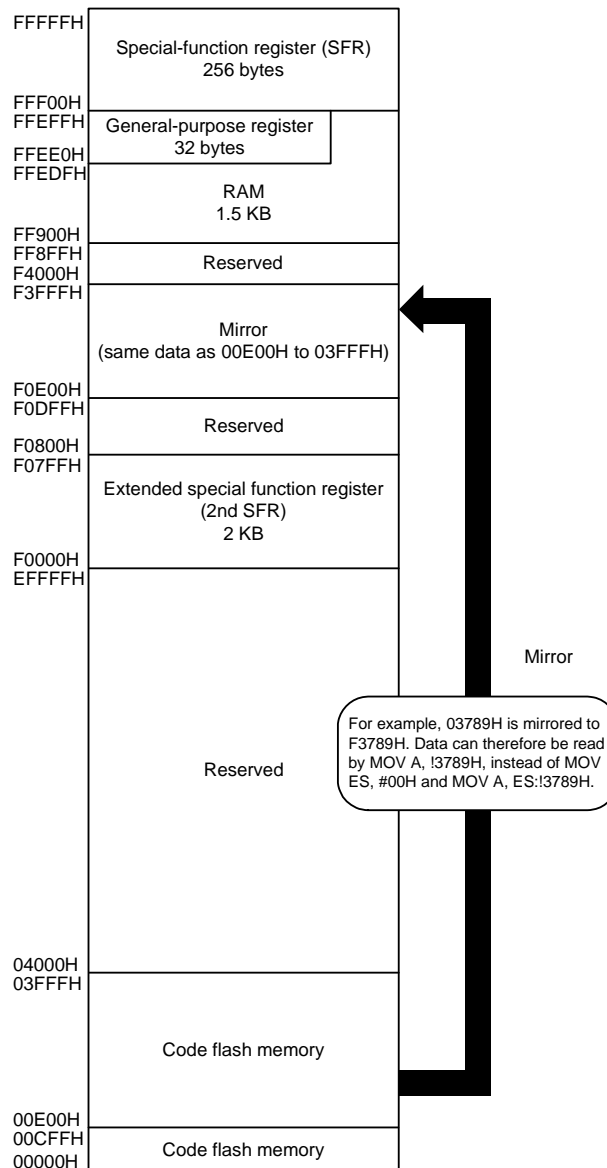 FFFFFH
Special-function register (SFR)
256 bytes
FFF00H
FFEFFH
General-purpose register
32 bytes
FFEE0H
FFEDFH
RAM
1.5 KB
FF900H
FF8FFH
Reserved
F4000H
F3FFFH
Mirror
(same data as 00E00H to 03FFFH)
F0E00H
F0DFFH
Reserved
F0800H
F07FFH
Extended special function register
(2nd SFR)
2 KB
F0000H
EFFFFH
Mirror
For example, 03789H is mirrored to
F3789H. Data can therefore be read
by MOV A, !3789H, instead of MOV
ES, #00H and MOV A, ES:!3789H.
Reserved
04000H
03FFFH
Code flash memory
00E00H
00CFFH
Code flash memory
00000H